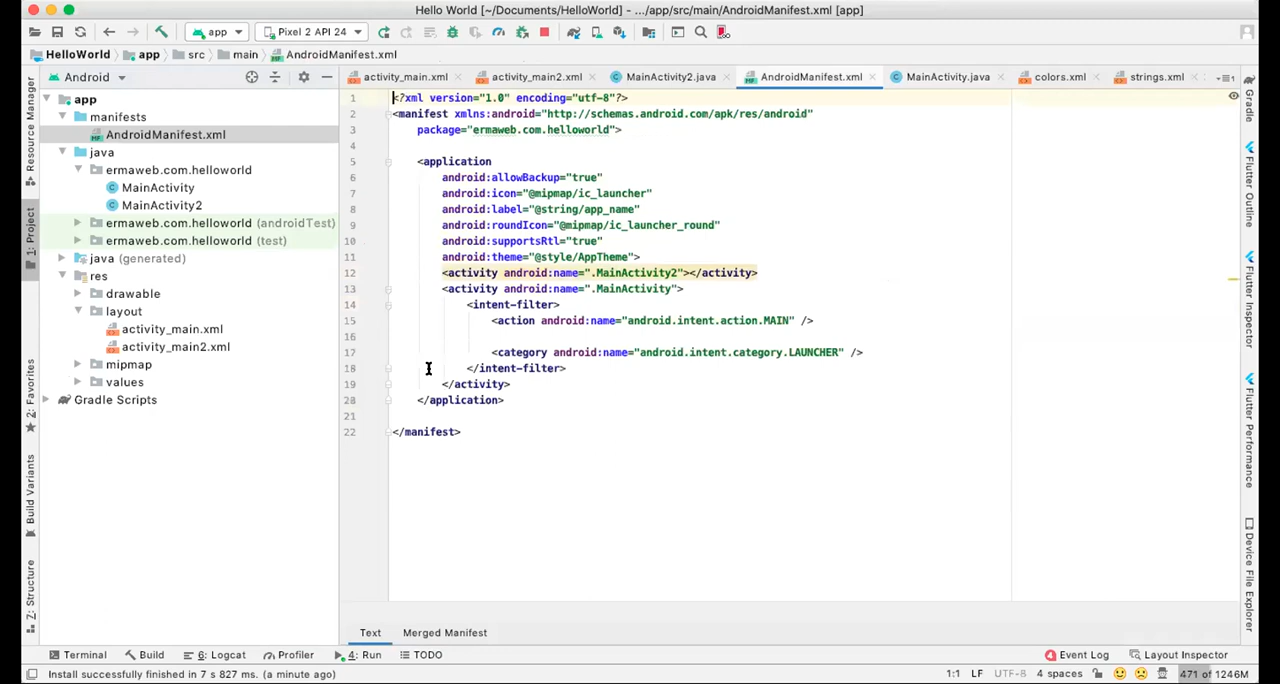 Hello World [~/Documents/HelloWorld] - .../app/src/main/AndroidManifest.xml [app]
app
Pixel 2 API 24
HelloWorld
app
src
main
AndroidManifest.xml
Android
activity_main.xml
activity_main2.xml
MainActivity2.java
AndroidManifest.xml
MainActivity.java
colors.xml
strings.xml
Resource Manager
1: Project
2: Favorites
Build Variants
7: Structure
app
manifests
AndroidManifest.xml
java
ermaweb.com.helloworld
MainActivity
MainActivity2
ermaweb.com.helloworld (androidTest)
ermaweb.com.helloworld (test)
java (generated)
res
drawable
layout
activity_main.xml
activity_main2.xml
mipmap
values
Gradle Scripts
1 <?xml version="1.0" encoding="utf-8"?>
2 <manifest xmlns:android="http://schemas.android.com/apk/res/android"
3 package="ermaweb.com.helloworld">
4
5 <application
6 android:allowBackup="true"
7 android:icon="@mipmap/ic_launcher"
8 android:label="@string/app_name"
9 android:roundIcon="@mipmap/ic_launcher_round"
10 android:supportsRtl="true"
11 android:theme="@style/AppTheme">
12 <activity android:name=".MainActivity2"></activity>
13 <activity android:name=".MainActivity">
14 <intent-filter>
15 <action android:name="android.intent.action.MAIN" />
16
17 <category android:name="android.intent.category.LAUNCHER" />
18 </intent-filter>
19 </activity>
20 </application>
21
22 </manifest>
Gradle
Flutter Outline
Flutter Inspector
Flutter Performance
Device File Explorer
Text
Merged Manifest
Terminal
Build
6: Logcat
Profiler
4: Run
TODO
Event Log
Layout Inspector
Install successfully finished in 7 s 827 ms. (a minute ago)
1:1
LF
UTF-8
4 spaces
471 of 1246M